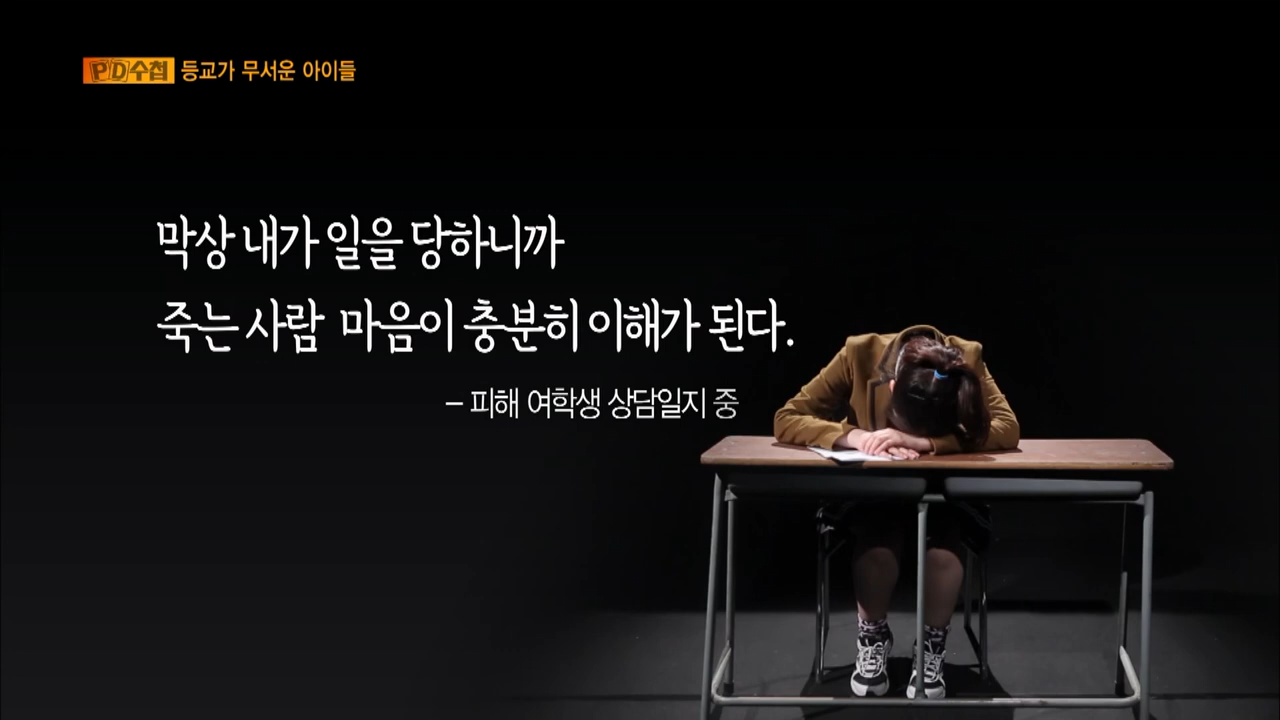 PD수첩 등교가 무서운 아이들
막상 내가 일을 당하니까
죽는 사람 마음이 충분히 이해가 된다.
– 피해 여학생 상담일지 중